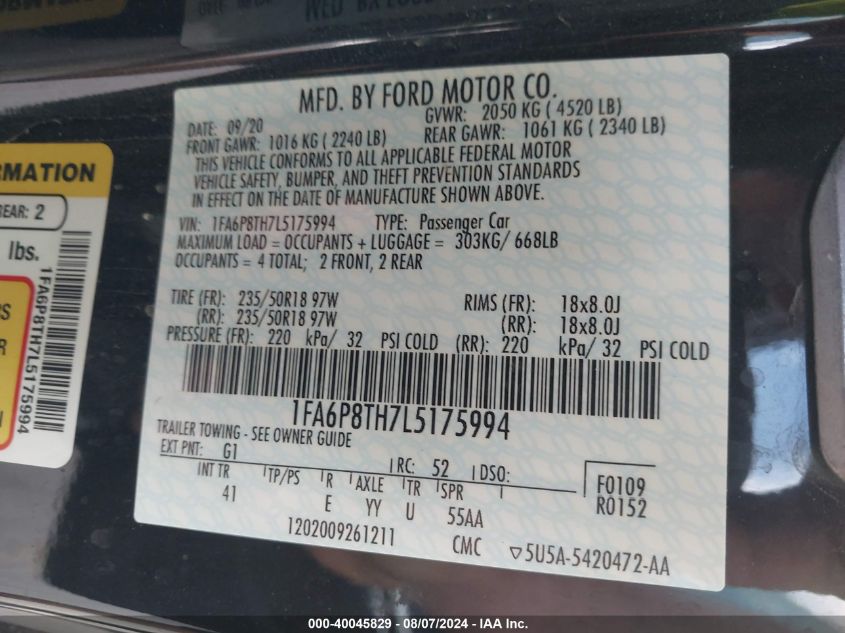 MFD. BY FORD MOTOR CO.
DATE: 09/20 GVWR: 2050 KG ( 4520 LB)
FRONT GAWR: 1016 KG ( 2240 LB) REAR GAWR: 1061 KG ( 2340 LB)
THIS VEHICLE CONFORMS TO ALL APPLICABLE FEDERAL MOTOR
VEHICLE SAFETY, BUMPER, AND THEFT PREVENTION STANDARDS
IN EFFECT ON THE DATE OF MANUFACTURE SHOWN ABOVE.
VIN: 1FA6P8TH7L5175994 TYPE: Passenger Car
MAXIMUM LOAD = OCCUPANTS + LUGGAGE = 303KG/ 668LB
OCCUPANTS = 4 TOTAL; 2 FRONT, 2 REAR
TIRE (FR): 235/50R18 97W RIMS (FR): 18x8.0J
(RR): 235/50R18 97W (RR): 18x8.0J
PRESSURE (FR): 220 kPa/ 32 PSI COLD (RR): 220 kPa/ 32 PSI COLD
1FA6P8TH7L5175994
TRAILER TOWING - SEE OWNER GUIDE
EXT PNT: G1 RC: 52 DSO: F0109
R0152
INT TR TP/PS R AXLE TR SPR
41 E YY U 55AA
1202009261211 CMC ▽5U5A-5420472-AA
RMATION
REAR: 2
lbs.
1FA6P8TH7L5175994
000-40045829 - 08/07/2024 - IAA Inc.